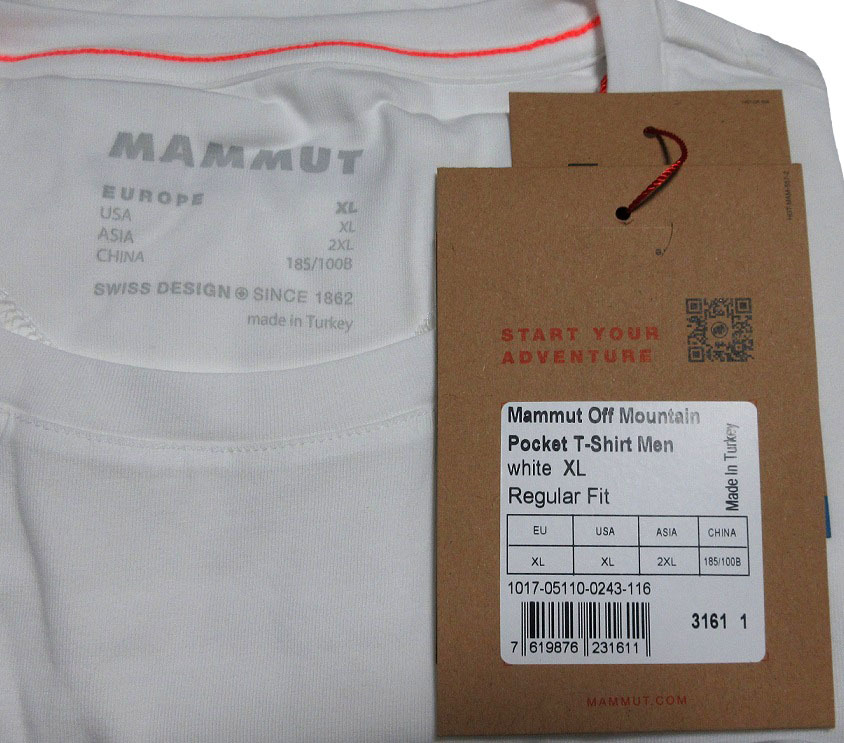 MAMMUT
EUROPE XL
USA XL
ASIA 2XL
CHINA 185/100B
SWISS DESIGN SINCE 1862
made in Turkey
START YOUR
ADVENTURE
Mammut Off Mountain
Pocket T-Shirt Men
white XL
Regular Fit
Made In Turkey
EU USA ASIA CHINA
XL XL 2XL 185/100B
1017-05110-0243-116
3161 1
7 619876 231611
MAMMUT.COM